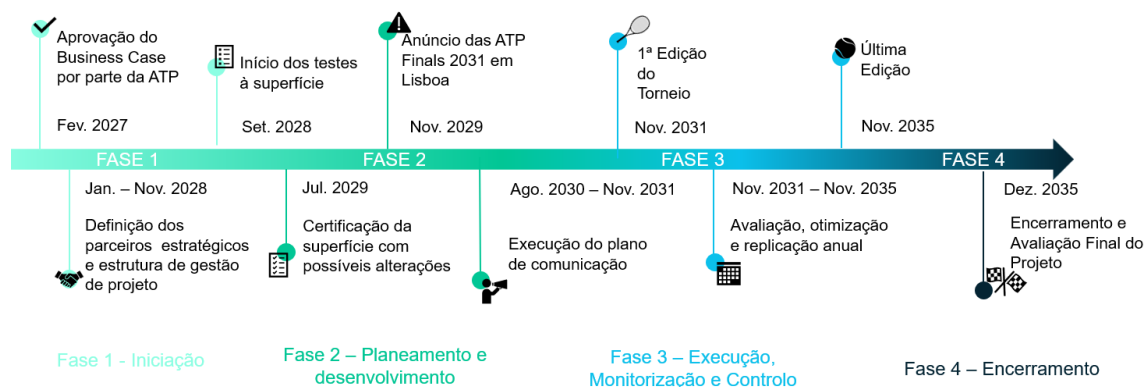 Aprovação do
Business Case
por parte da ATP
Fev. 2027
Início dos testes
à superfície
Set. 2028
Anúncio das ATP
Finals 2031 em
Lisboa
Nov. 2029
1ª Edição
do
Torneio
Nov. 2031
Última
Edição
Nov. 2035
FASE 1
FASE 2
FASE 3
FASE 4
Jan. – Nov. 2028
Definição dos
parceiros estratégicos
e estrutura de gestão
de projeto
Jul. 2029
Certificação da
superfície com
possíveis alterações
Ago. 2030 – Nov. 2031
Execução do plano
de comunicação
Nov. 2031 – Nov. 2035
Avaliação, otimização
e replicação anual
Dez. 2035
Encerramento e
Avaliação Final do
Projeto
Fase 1 - Iniciação
Fase 2 – Planeamento e
desenvolvimento
Fase 3 – Execução,
Monitorização e Controlo
Fase 4 – Encerramento